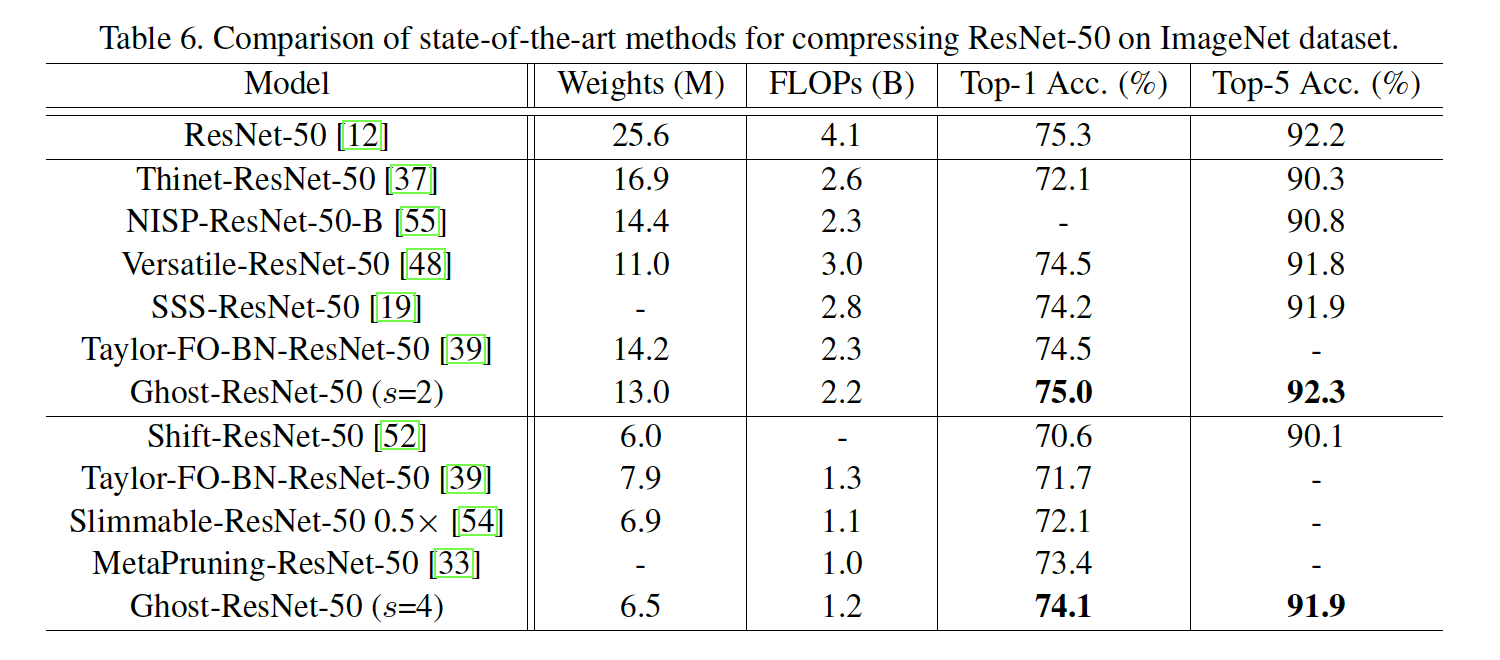 Table 6. Comparison of state-of-the-art methods for compressing ResNet-50 on ImageNet dataset.
Model Weights (M) FLOPs (B) Top-1 Acc. (%) Top-5 Acc. (%)
ResNet-50 [12] 25.6 4.1 75.3 92.2
Thinet-ResNet-50 [37] 16.9 2.6 72.1 90.3
NISP-ResNet-50-B [55] 14.4 2.3 - 90.8
Versatile-ResNet-50 [48] 11.0 3.0 74.5 91.8
SSS-ResNet-50 [19] - 2.8 74.2 91.9
Taylor-FO-BN-ResNet-50 [39] 14.2 2.3 74.5 -
Ghost-ResNet-50 (s=2) 13.0 2.2 75.0 92.3
Shift-ResNet-50 [52] 6.0 - 70.6 90.1
Taylor-FO-BN-ResNet-50 [39] 7.9 1.3 71.7 -
Slimmable-ResNet-50 0.5× [54] 6.9 1.1 72.1 -
MetaPruning-ResNet-50 [33] - 1.0 73.4 -
Ghost-ResNet-50 (s=4) 6.5 1.2 74.1 91.9